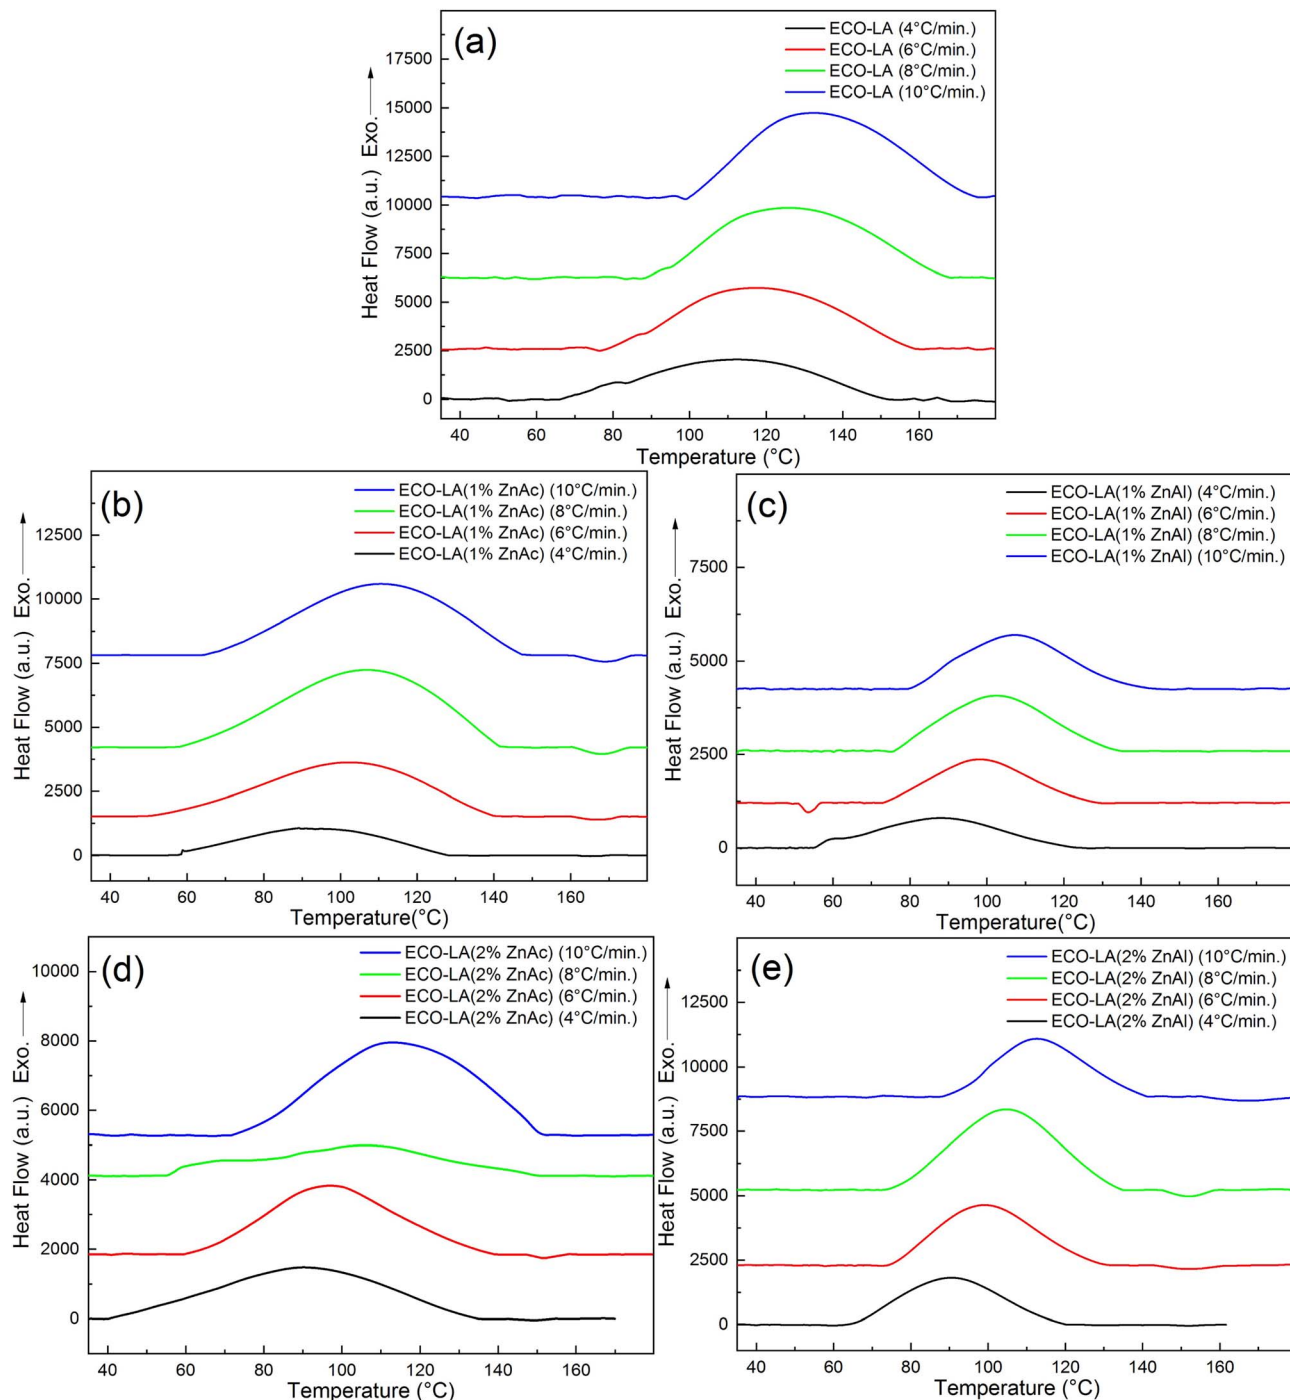 (a)
ECO-LA (4°C/min.)
ECO-LA (6°C/min.)
ECO-LA (8°C/min.)
ECO-LA (10°C/min.)
Heat Flow (a.u.) Exo.
17500
15000
12500
10000
7500
5000
2500
0
40 60 80 100 120 140 160
Temperature (°C)
(b)
ECO-LA(1% ZnAc) (10°C/min.)
ECO-LA(1% ZnAc) (8°C/min.)
ECO-LA(1% ZnAc) (6°C/min.)
ECO-LA(1% ZnAc) (4°C/min.)
Heat Flow (a.u.) Exo.
12500
10000
7500
5000
2500
0
40 60 80 100 120 140 160
Temperature(°C)
(c)
ECO-LA(1% ZnAl) (4°C/min.)
ECO-LA(1% ZnAl) (6°C/min.)
ECO-LA(1% ZnAl) (8°C/min.)
ECO-LA(1% ZnAl) (10°C/min.)
Heat Flow (a.u.) Exo.
7500
5000
2500
0
40 60 80 100 120 140 160
Temperature(°C)
(d)
ECO-LA(2% ZnAc) (10°C/min.)
ECO-LA(2% ZnAc) (8°C/min.)
ECO-LA(2% ZnAc) (6°C/min.)
ECO-LA(2% ZnAc) (4°C/min.)
Heat Flow (a.u.) Exo.
10000
8000
6000
4000
2000
0
40 60 80 100 120 140 160
Temperature (°C)
(e)
ECO-LA(2% ZnAl) (10°C/min.)
ECO-LA(2% ZnAl) (8°C/min.)
ECO-LA(2% ZnAl) (6°C/min.)
ECO-LA(2% ZnAl) (4°C/min.)
Heat Flow (a.u.) Exo.
12500
10000
7500
5000
2500
0
40 60 80 100 120 140 160
Temperature (°C)